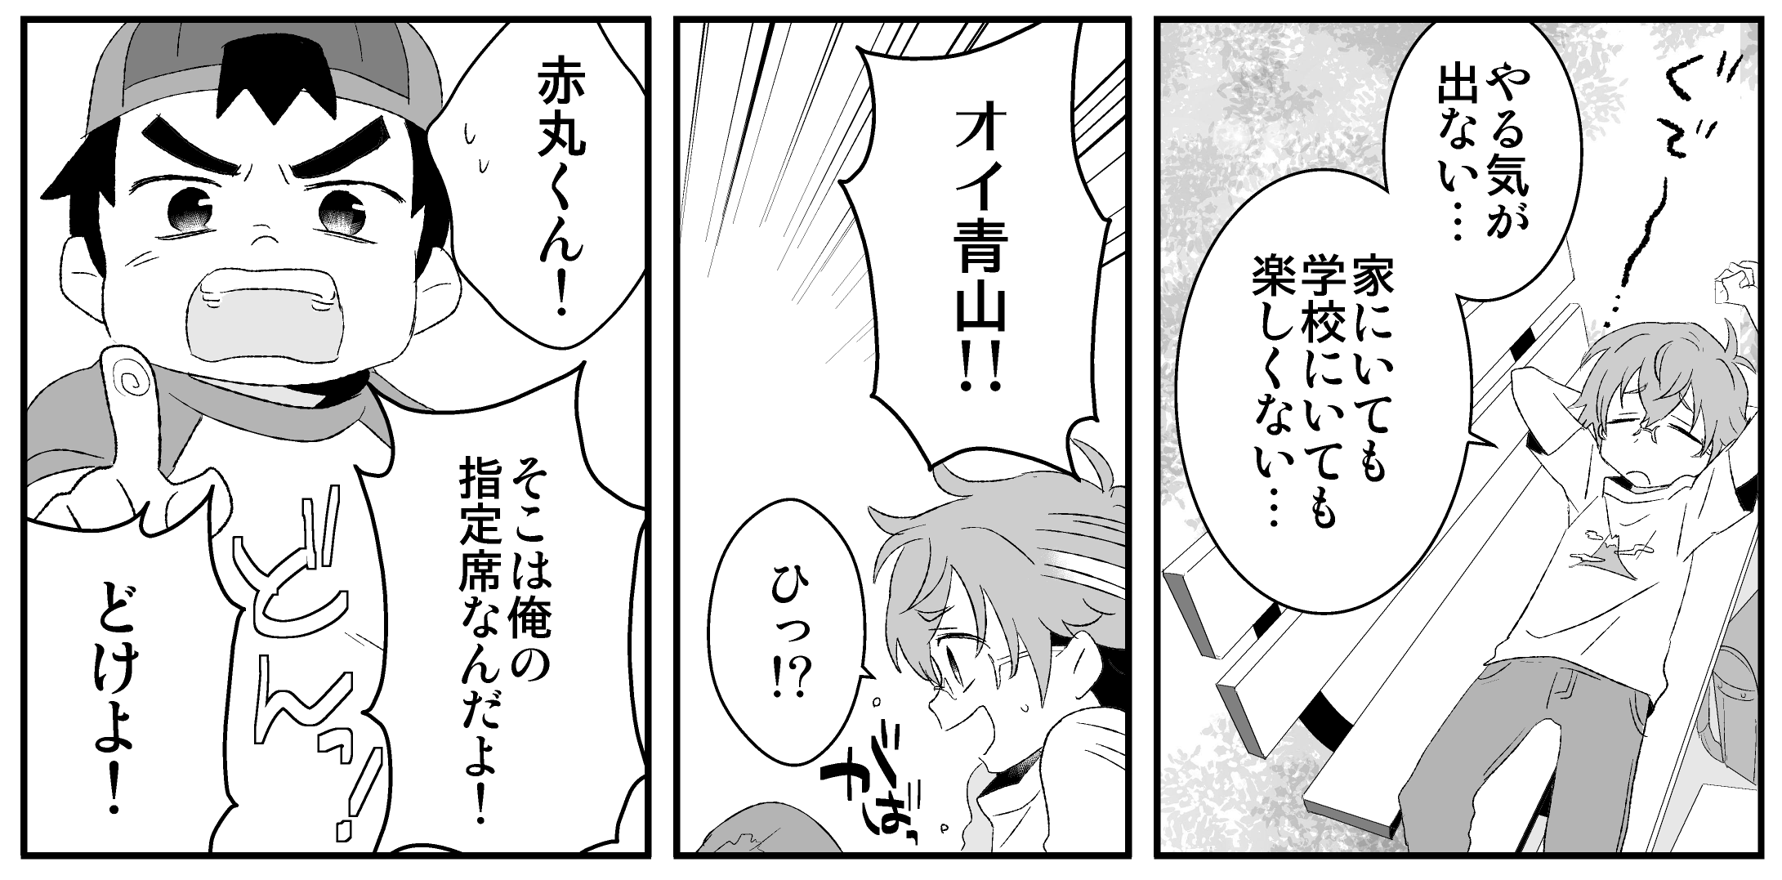 ぐで…
やる気が
出ない…
家にいても
学校にいても
楽しくない…
オイ青山!!
ひっ!?
がばっ
赤丸くん！
そこは俺の
指定席なんだよ！
どんっ！
どけよ！